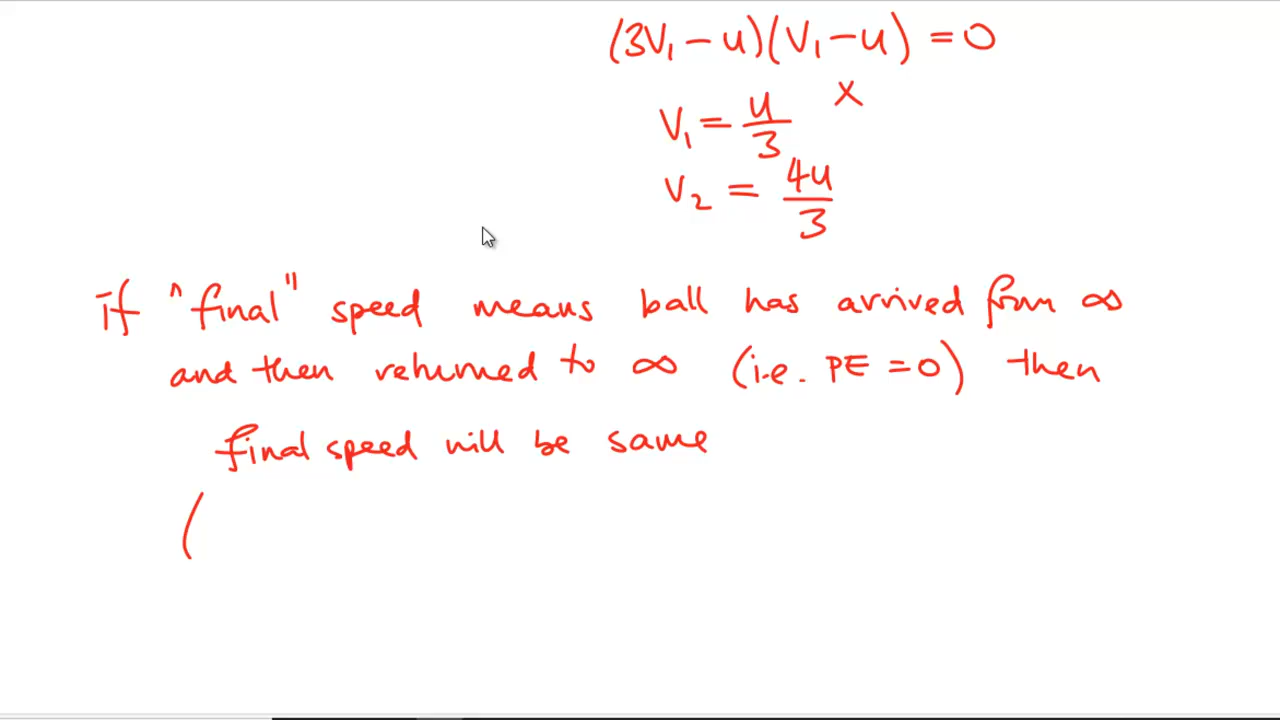 (3V₁ - u)(V₁ - u) = 0
V₁ = u/3 ×
V₂ = 4u/3
if "final" speed means ball has arrived from ∞
and then returned to ∞ (i.e. PE = 0) then
final speed will be same
(